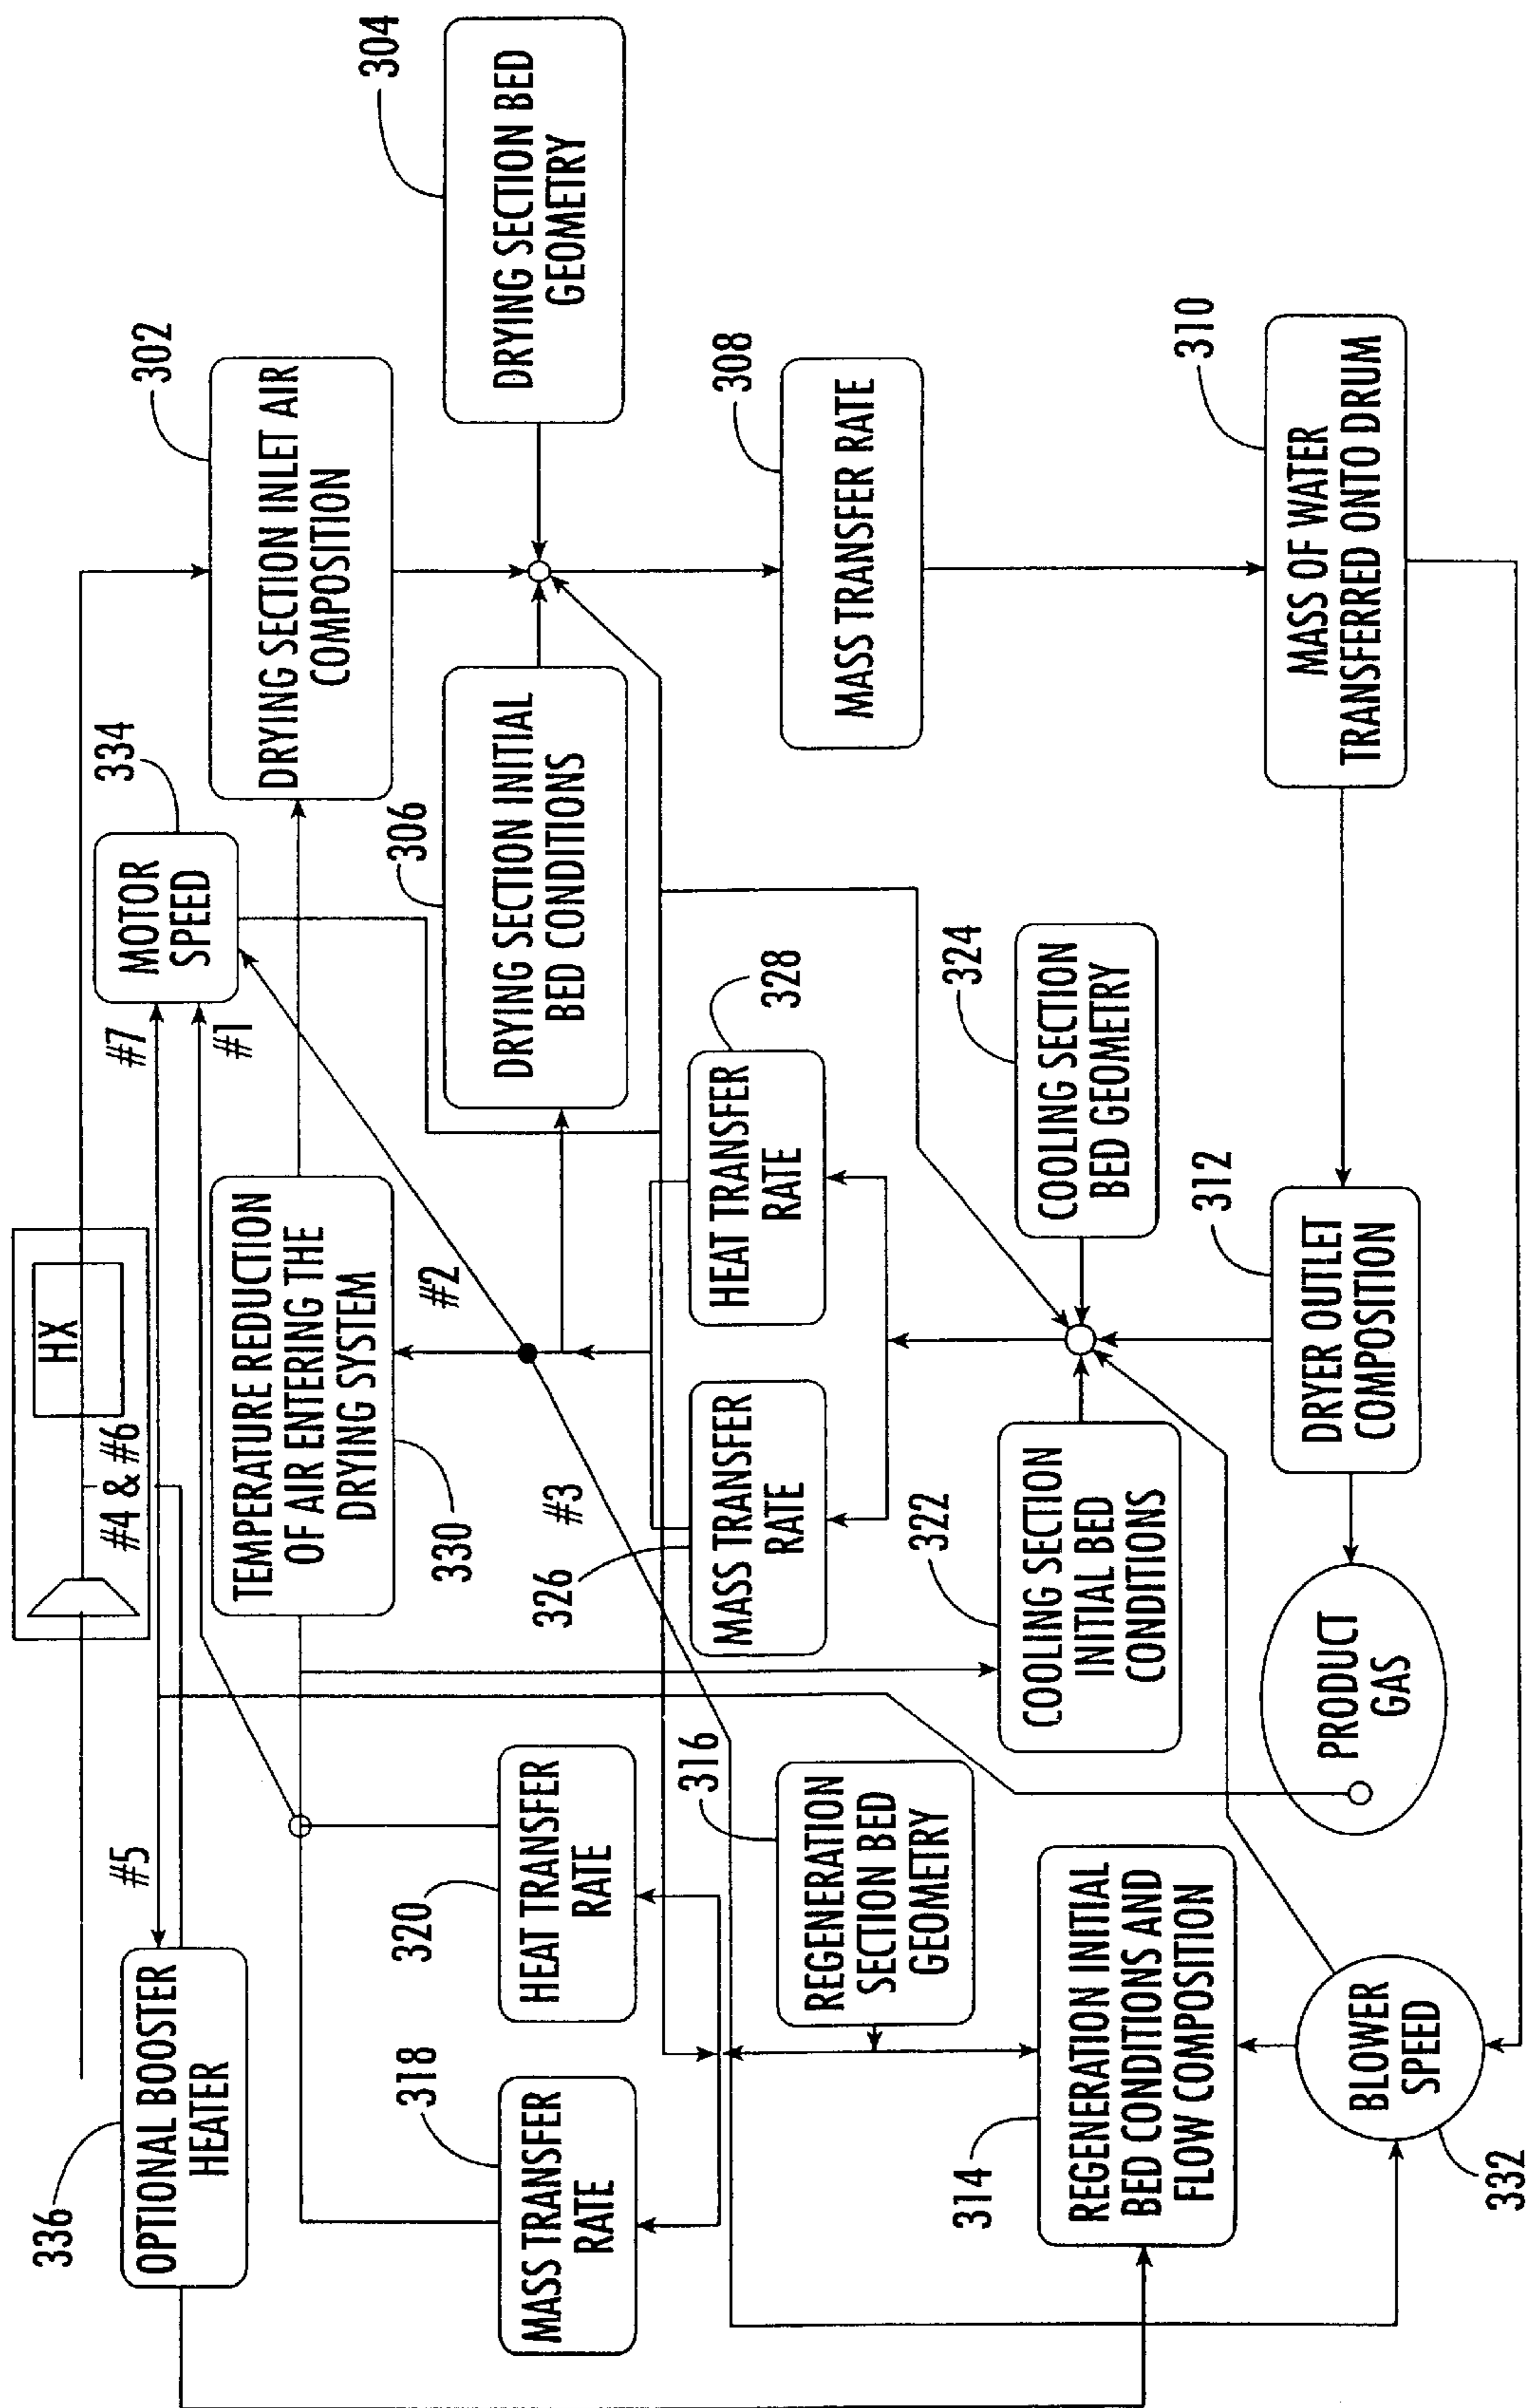 336
OPTIONAL BOOSTER
HEATER
#5
#4 & #6
HX
#7
#1
MOTOR
SPEED
334
302
DRYING SECTION INLET AIR
COMPOSITION
304
DRYING SECTION BED
GEOMETRY
TEMPERATURE REDUCTION
OF AIR ENTERING THE
DRYING SYSTEM
330
#2
#3
306
DRYING SECTION INITIAL
BED CONDITIONS
318
MASS TRANSFER
RATE
320
HEAT TRANSFER
RATE
326
MASS TRANSFER
RATE
328
HEAT TRANSFER
RATE
308
MASS TRANSFER RATE
316
REGENERATION
SECTION BED
GEOMETRY
322
COOLING SECTION
INITIAL BED
CONDITIONS
324
COOLING SECTION
BED GEOMETRY
314
REGENERATION INITIAL
BED CONDITIONS AND
FLOW COMPOSITION
332
BLOWER
SPEED
PRODUCT
GAS
312
DRYER OUTLET
COMPOSITION
310
MASS OF WATER
TRANSFERRED ONTO DRUM